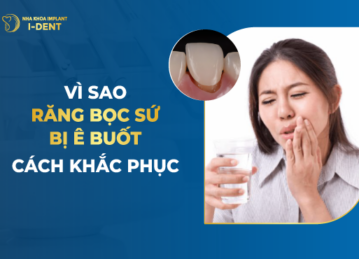 NHA KHOA IMPLANT
I-DENT
VÌ SAO
RĂNG BỌC SỨ
BỊ Ê BUỐT
CÁCH KHẮC PHỤC